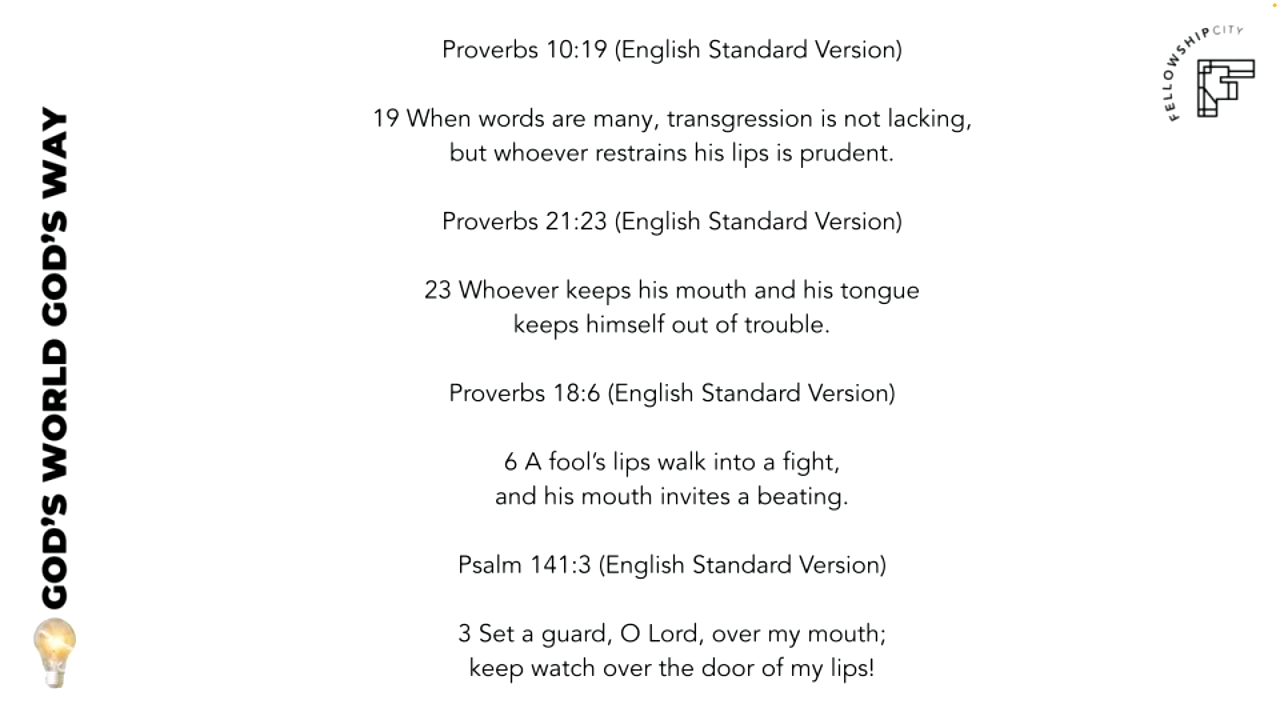 Proverbs 10:19 (English Standard Version)
19 When words are many, transgression is not lacking,
but whoever restrains his lips is prudent.
Proverbs 21:23 (English Standard Version)
23 Whoever keeps his mouth and his tongue
keeps himself out of trouble.
Proverbs 18:6 (English Standard Version)
6 A fool’s lips walk into a fight,
and his mouth invites a beating.
Psalm 141:3 (English Standard Version)
3 Set a guard, O Lord, over my mouth;
keep watch over the door of my lips!
GOD’S WORLD GOD’S WAY
FELLOWSHIPCITY